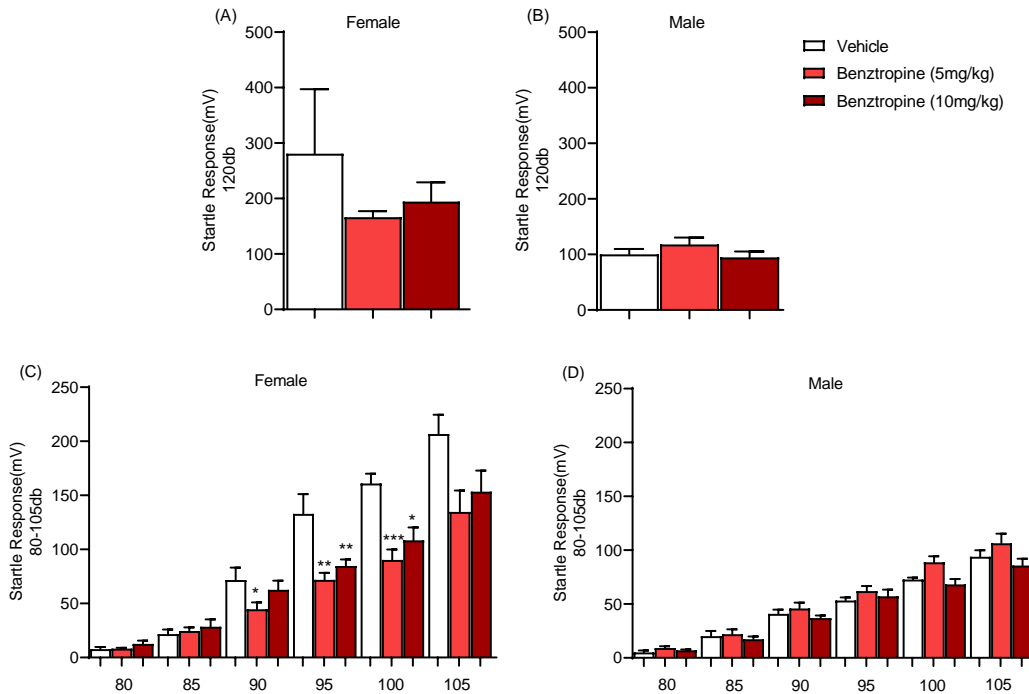 (A)
Female
500
400
300
200
100
0
Startle Response(mV)
120db
(B)
Male
500
400
300
200
100
0
Startle Response(mV)
120db
Vehicle
Benztropine (5mg/kg)
Benztropine (10mg/kg)
(C)
Female
250
200
150
100
50
0
Startle Response(mV)
80-105db
*
**
**
***
*
80 85 90 95 100 105
(D)
Male
250
200
150
100
50
0
Startle Response(mV)
80-105db
80 85 90 95 100 105